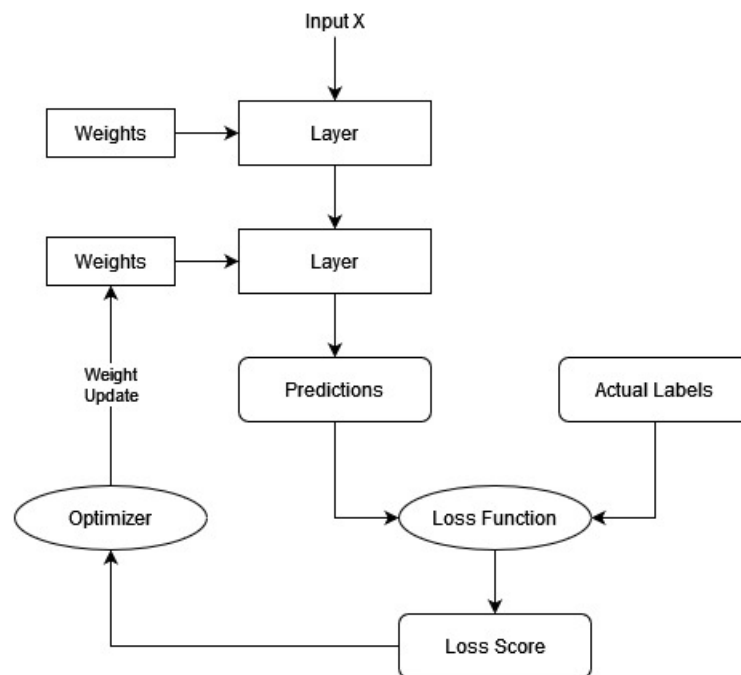 Input X
Weights
Layer
Weights
Layer
Weight
Update
Predictions
Actual Labels
Optimizer
Loss Function
Loss Score